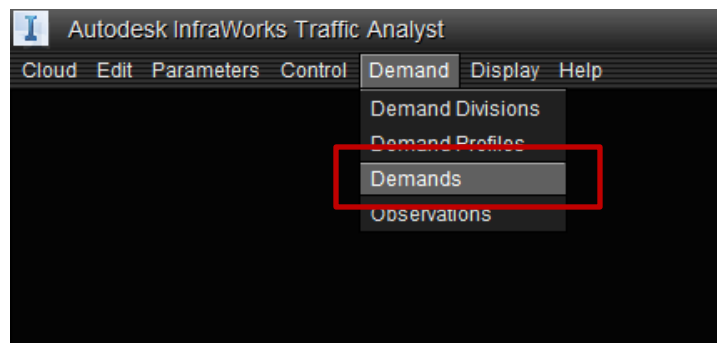 Autodesk InfraWorks Traffic Analyst
Cloud Edit Parameters Control Demand Display Help
Demand Divisions
Demand Profiles
Demands
Observations